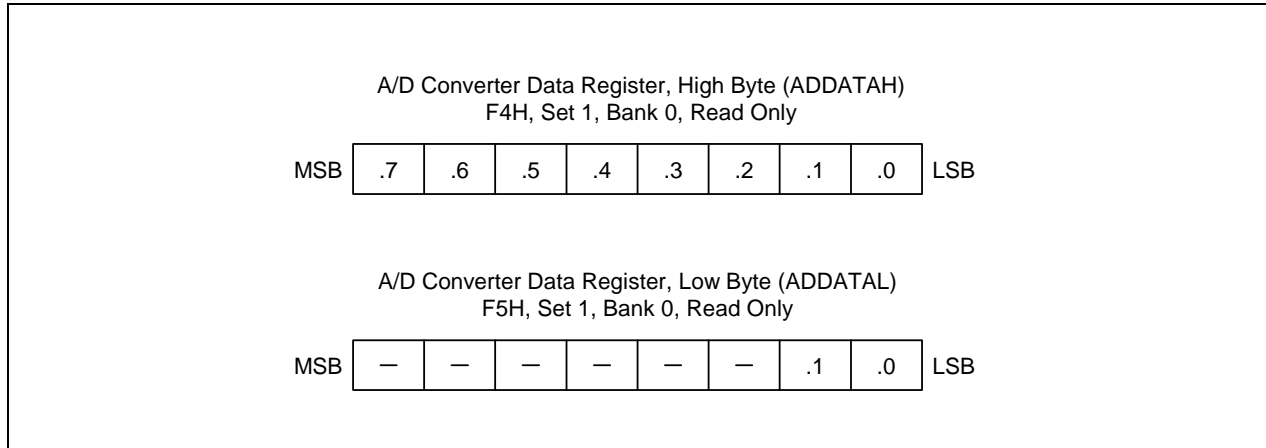 A/D Converter Data Register, High Byte (ADDATAH)
F4H, Set 1, Bank 0, Read Only
MSB .7 .6 .5 .4 .3 .2 .1 .0 LSB
A/D Converter Data Register, Low Byte (ADDATAL)
F5H, Set 1, Bank 0, Read Only
MSB – – – – – – .1 .0 LSB